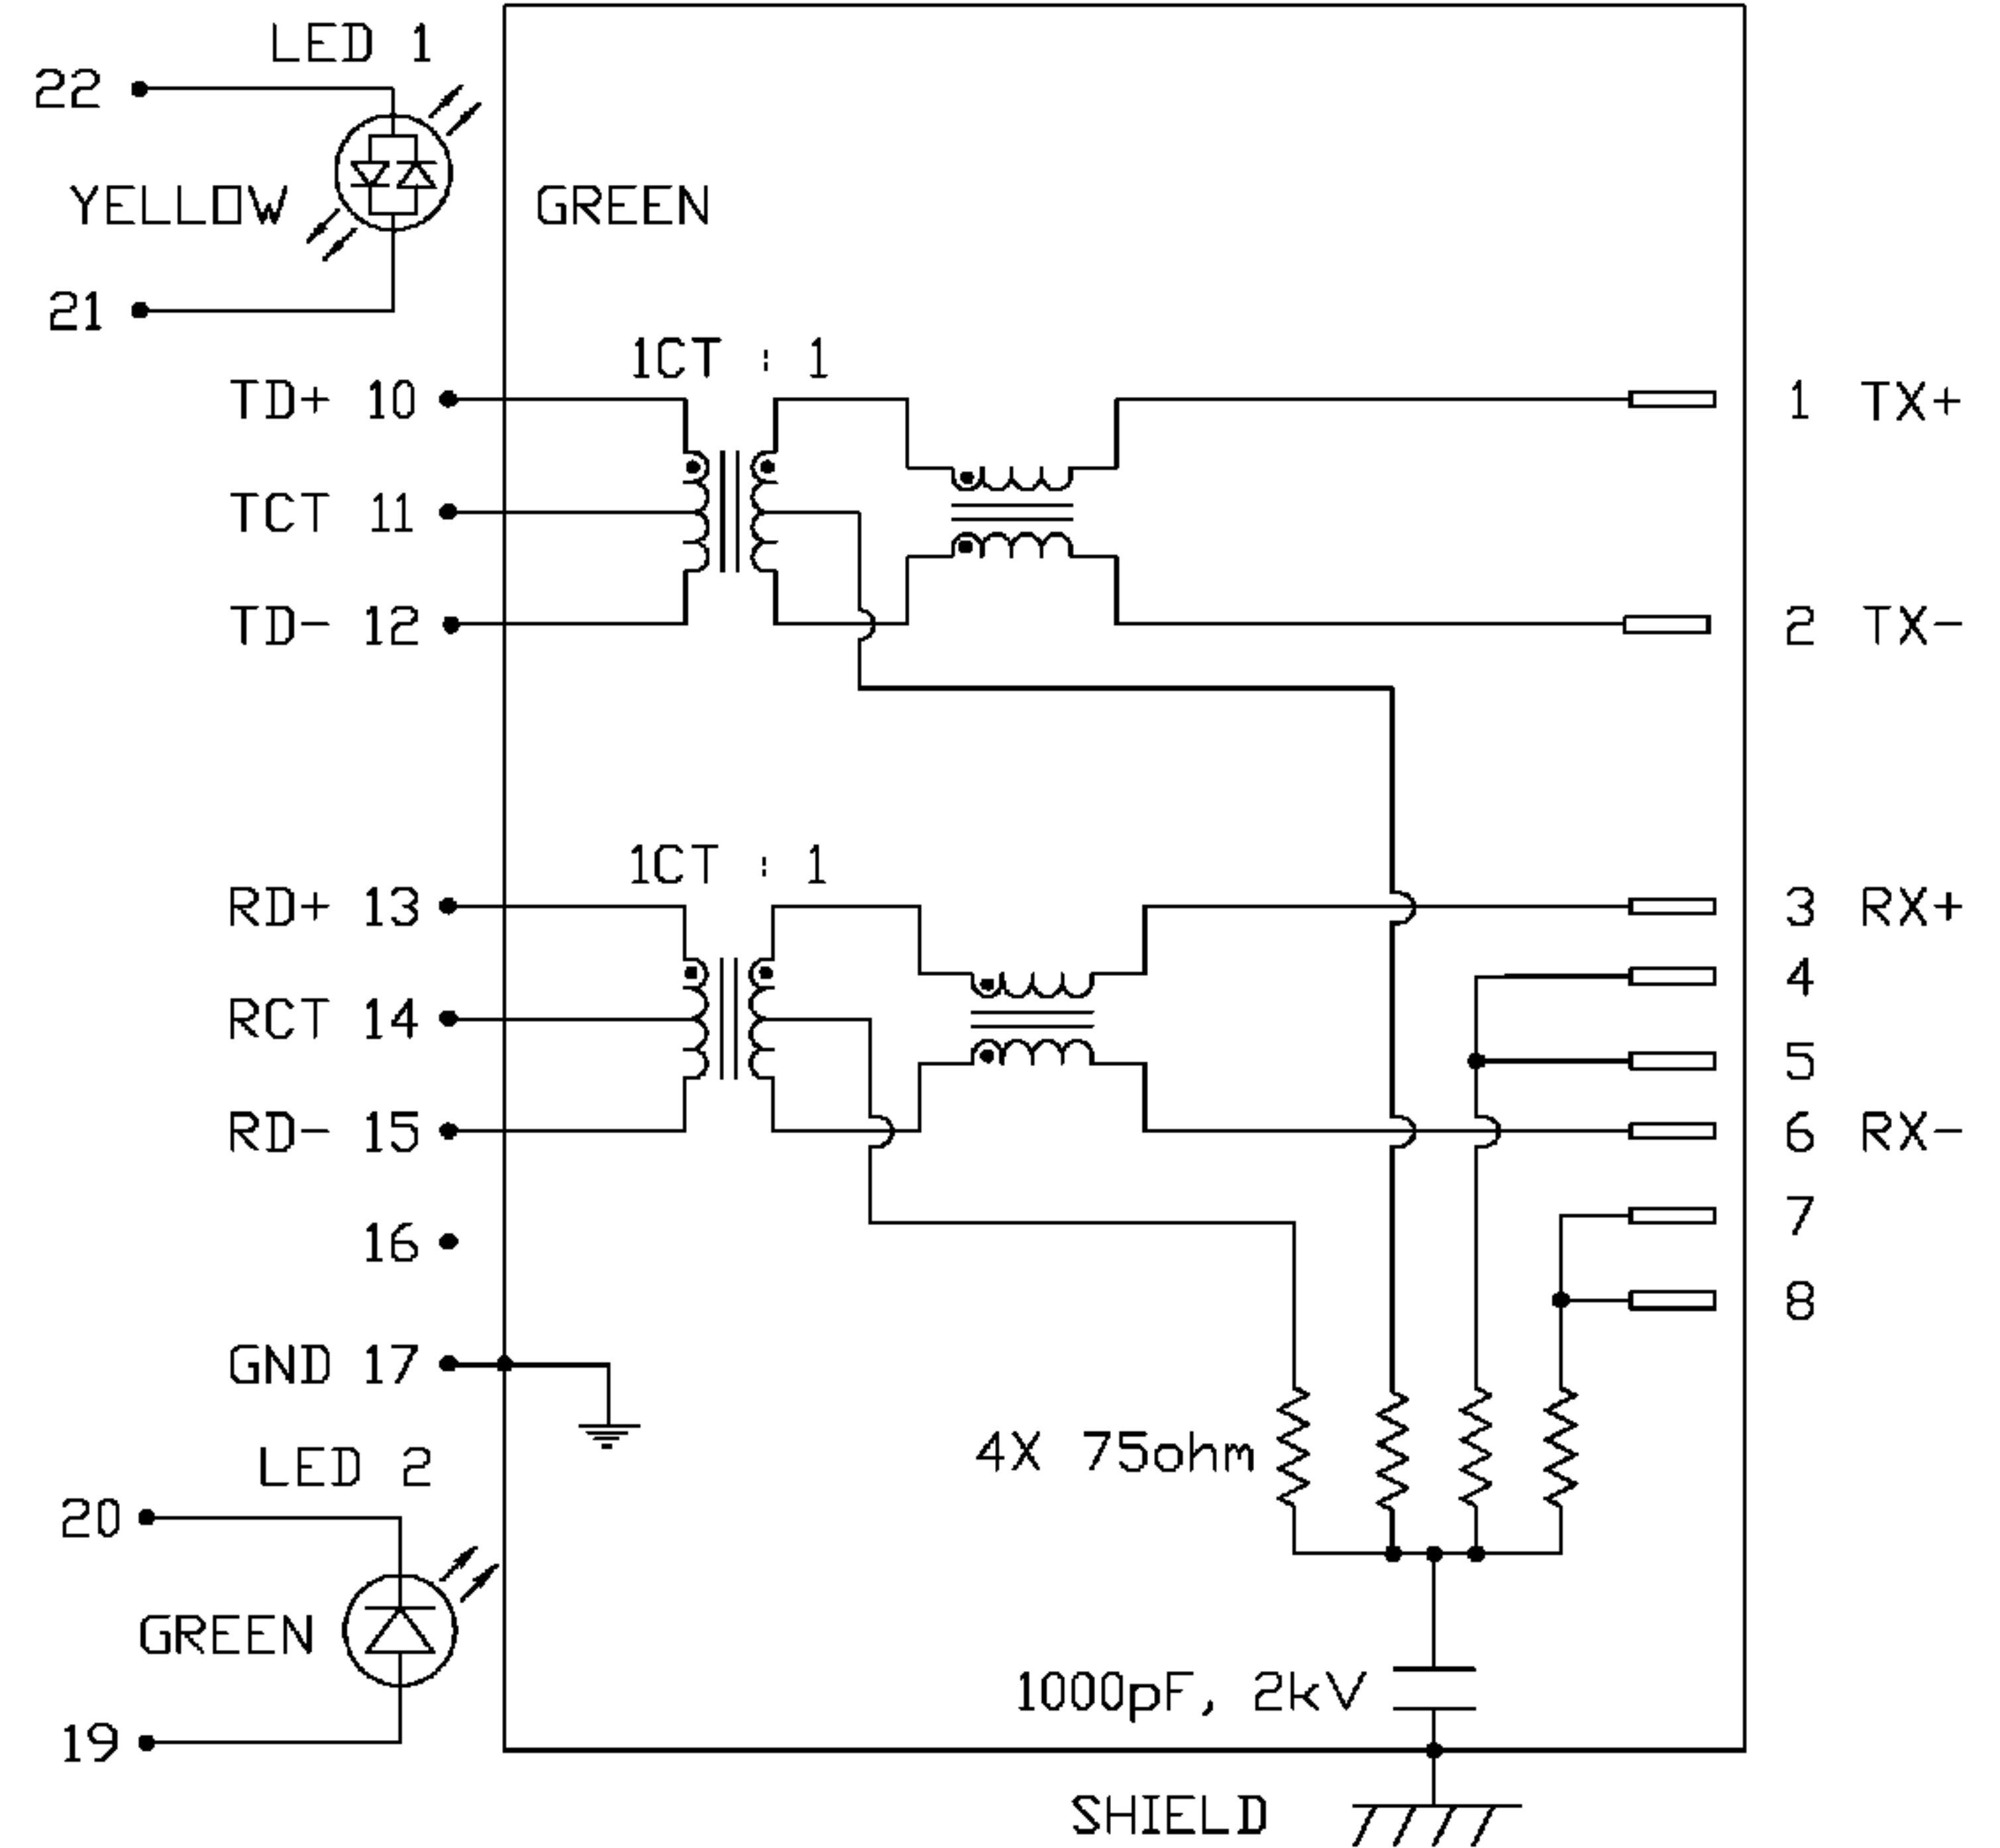 LED 1
22
YELLOW GREEN
21
1CT : 1
TD+ 10 1 TX+
TCT 11
TD- 12 2 TX-
1CT : 1
RD+ 13 3 RX+
4
RCT 14
5
RD- 15 6 RX-
7
16
8
GND 17
4X 75ohm
LED 2
20
GREEN
1000pF, 2kV
19
SHIELD